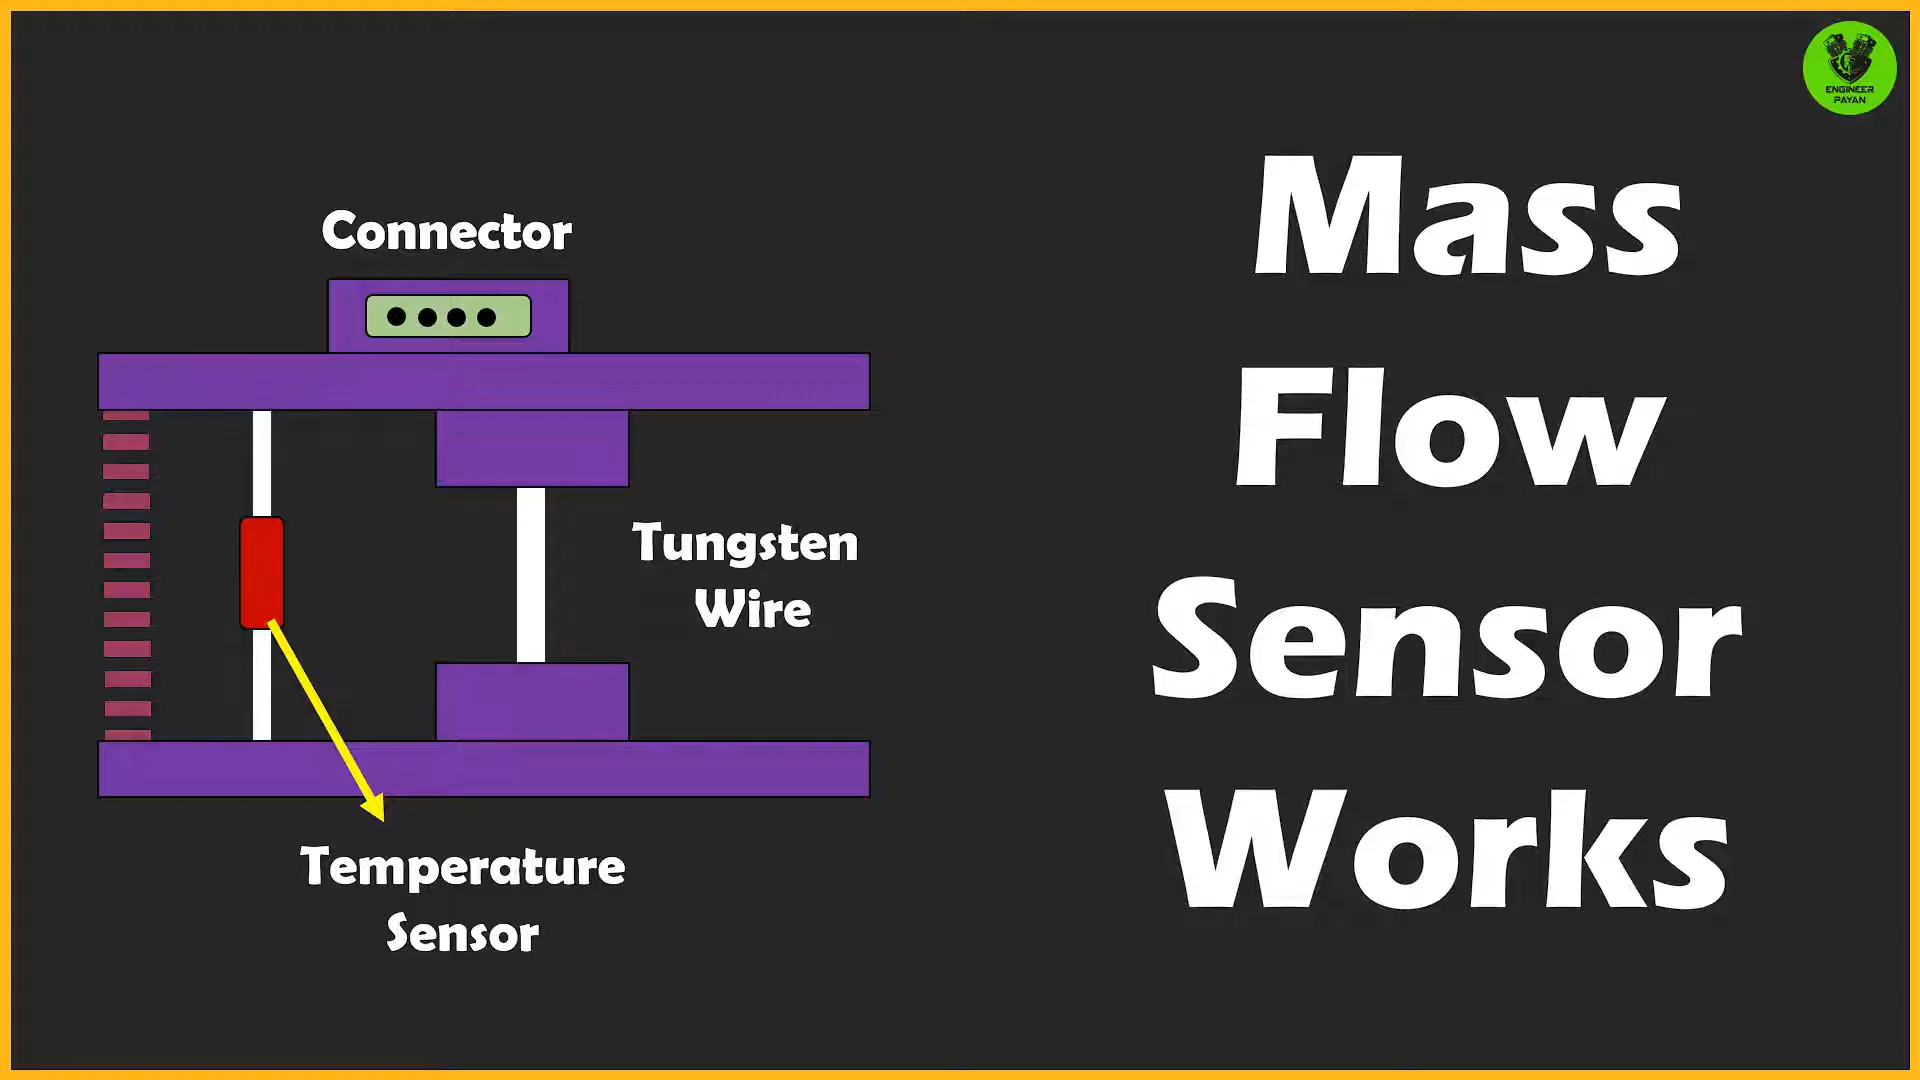 ENGINEER
PAYAN
Mass
Flow
Sensor
Works
Connector
Tungsten
Wire
Temperature
Sensor